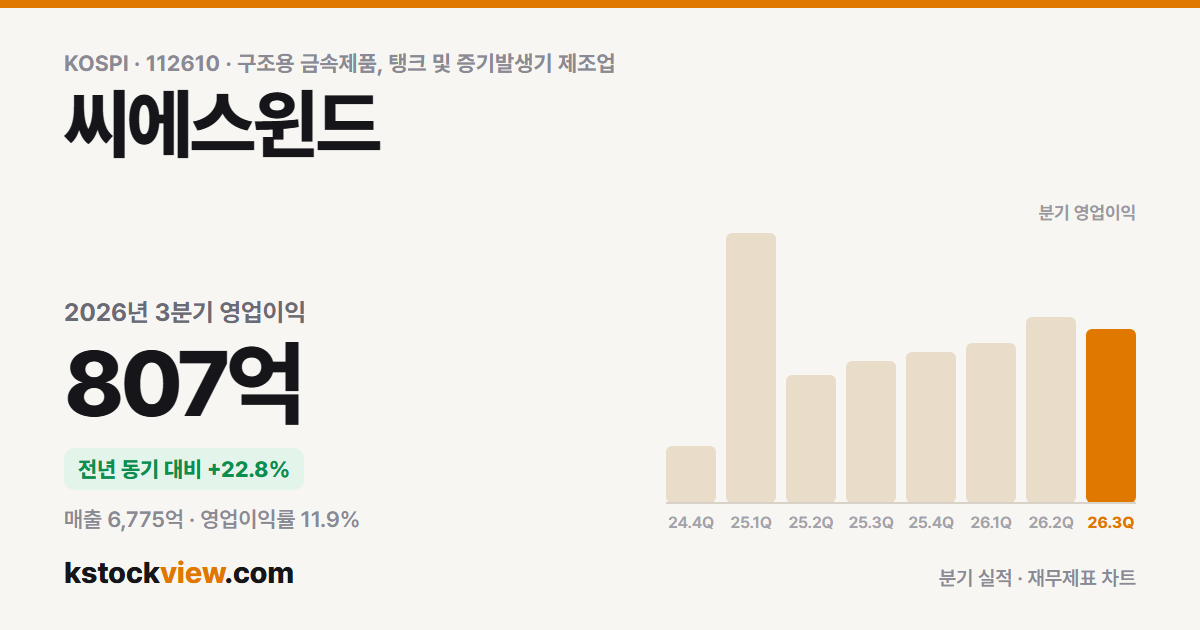 KOSPI · 112610 · 구조용 금속제품, 탱크 및 증기발생기 제조업
씨에스윈드
분기 영업이익
2026년 3분기 영업이익
807억
전년 동기 대비 +22.8%
매출 6,775억 · 영업이익률 11.9%
24.4Q 25.1Q 25.2Q 25.3Q 25.4Q 26.1Q 26.2Q 26.3Q
kstockview.com
분기 실적 · 재무제표 차트